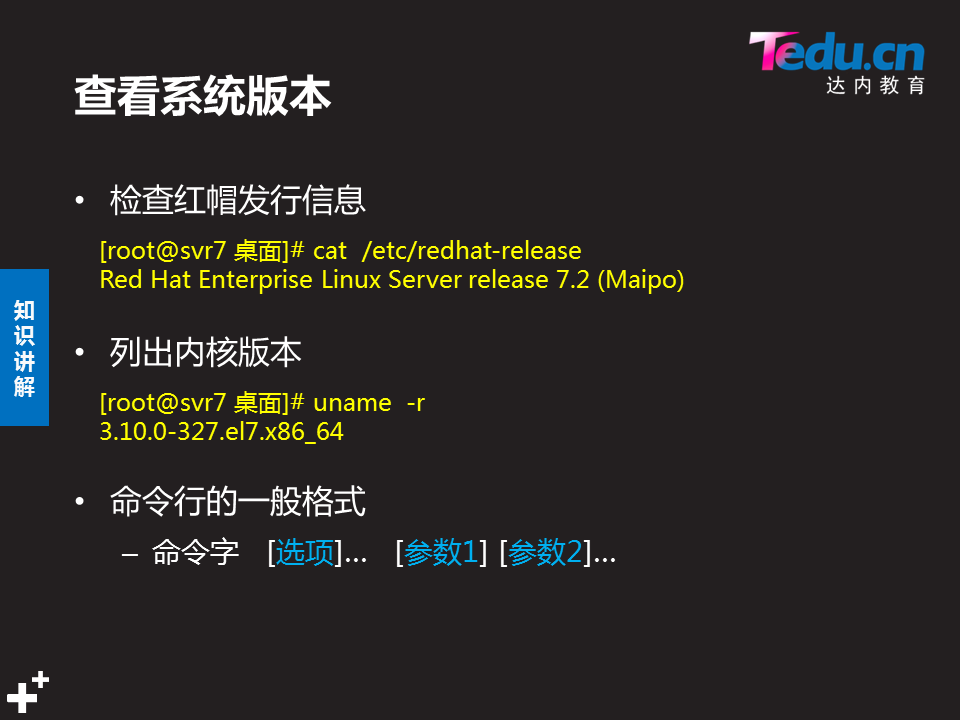 Tedu.cn
达内教育
查看系统版本
• 检查红帽发行信息
[root@svr7 桌面]# cat  /etc/redhat-release
Red Hat Enterprise Linux Server release 7.2 (Maipo)
知识讲解
• 列出内核版本
[root@svr7 桌面]# uname  -r
3.10.0-327.el7.x86_64
• 命令行的一般格式
– 命令字   [选项]…   [参数1] [参数2]…